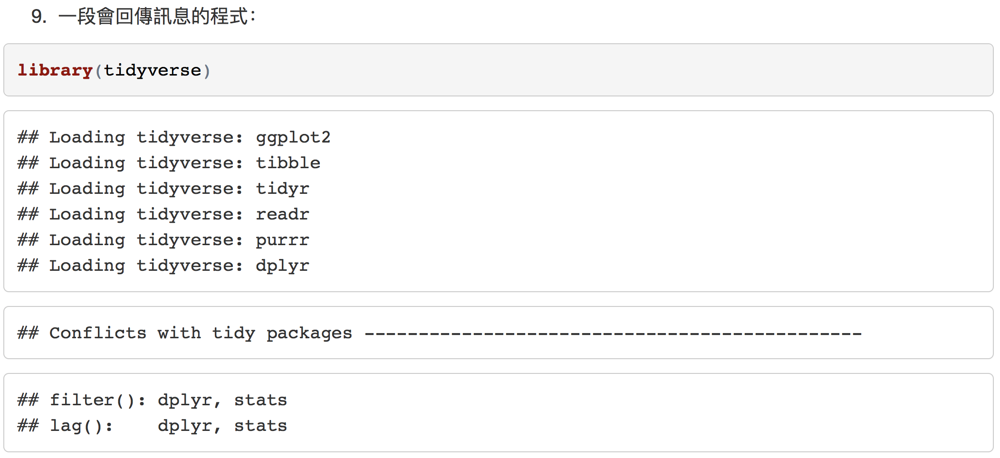 9. 一段會回傳訊息的程式：
library(tidyverse)
## Loading tidyverse: ggplot2
## Loading tidyverse: tibble
## Loading tidyverse: tidyr
## Loading tidyverse: readr
## Loading tidyverse: purrr
## Loading tidyverse: dplyr
## Conflicts with tidy packages ----------------------------------------------
## filter(): dplyr, stats
## lag():    dplyr, stats